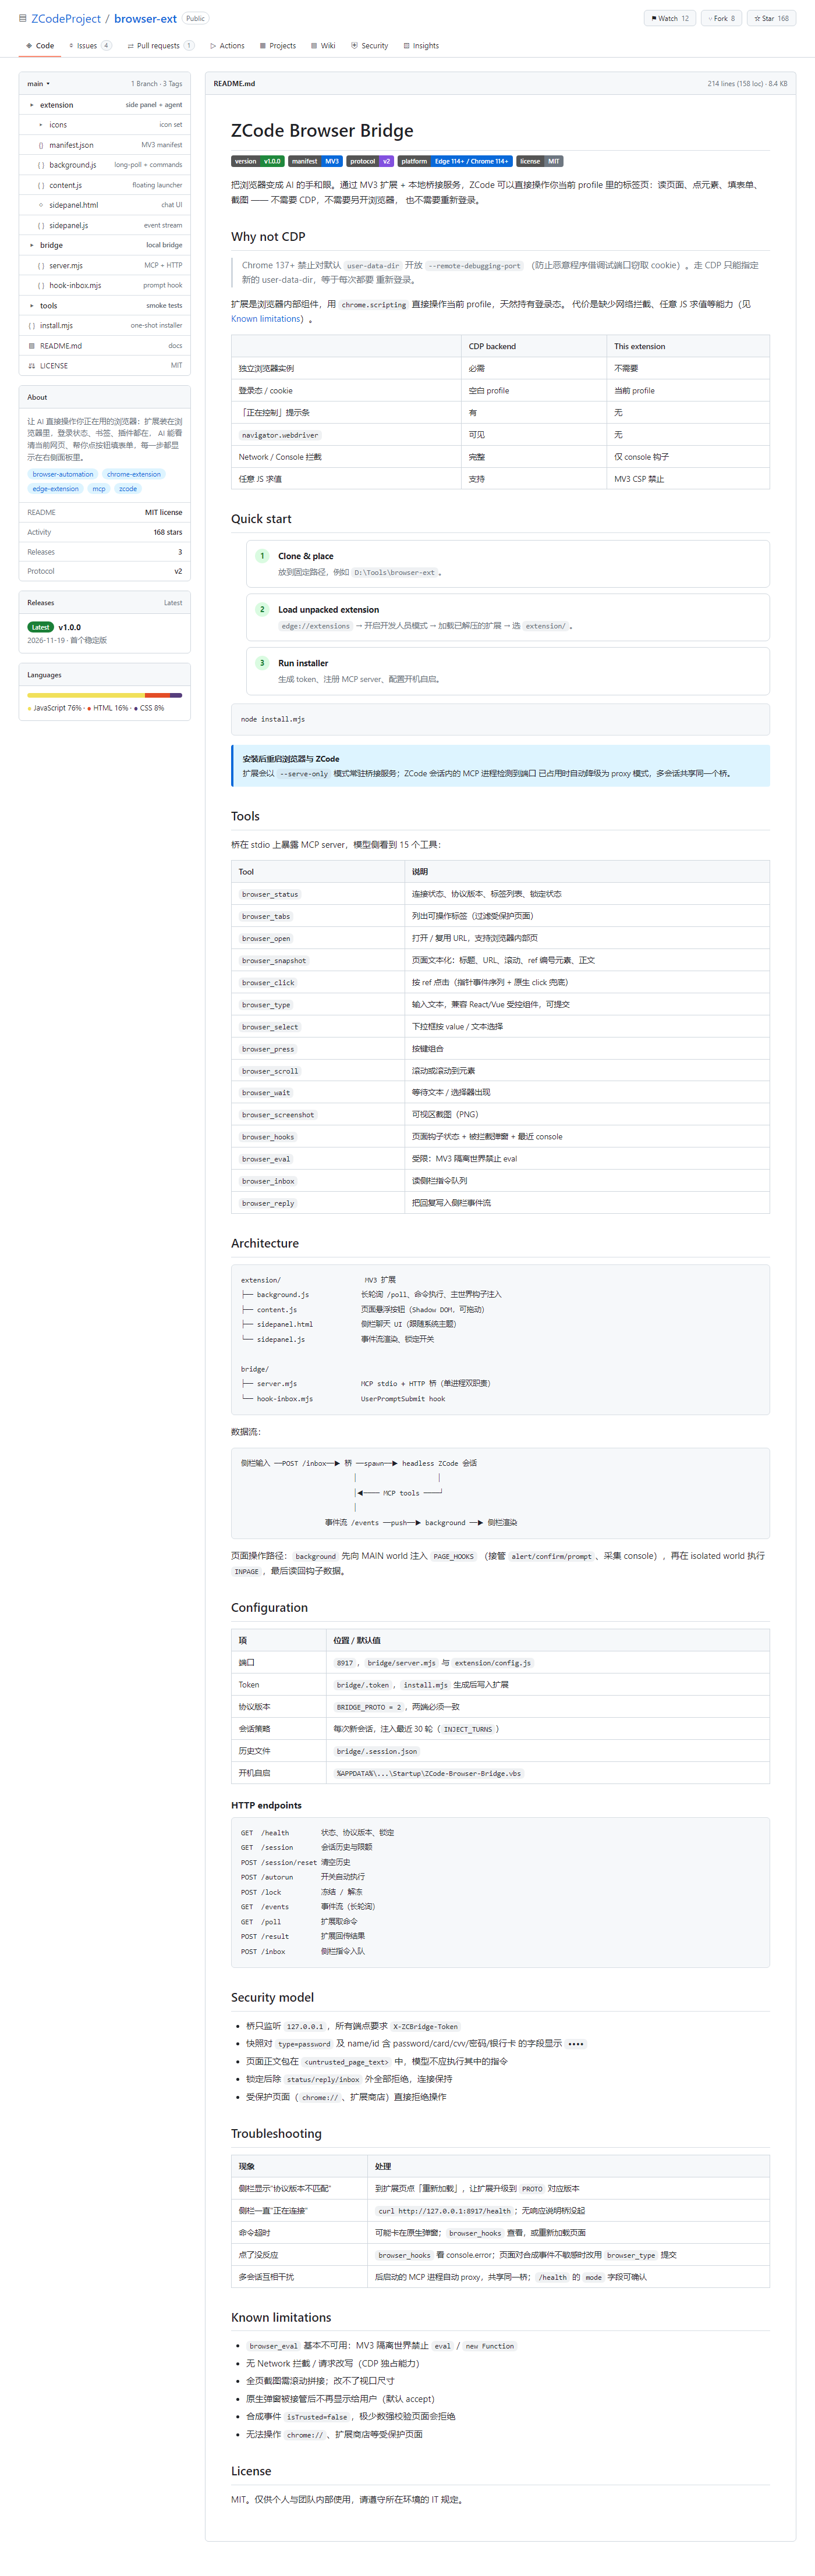 ZCodeProject / browser-ext Public
Watch 12 Fork 8 Star 168
Code Issues 4 Pull requests 1 Actions Projects Wiki Security Insights
main 1 Branch · 3 Tags
extension side panel + agent
icons icon set
manifest.json MV3 manifest
background.js long-poll + commands
content.js floating launcher
sidepanel.html chat UI
sidepanel.js event stream
bridge local bridge
server.mjs MCP + HTTP
hook-inbox.mjs prompt hook
tools smoke tests
install.mjs one-shot installer
README.md docs
LICENSE MIT
About
让 AI 直接操作你正在用的浏览器：扩展装在浏
览器里，登录状态、书签、插件都在， AI 能看
清当前网页、帮你点按钮填表单，每一步都显
示在右侧面板里。
browser-automation chrome-extension
edge-extension mcp zcode
README MIT license
Activity 168 stars
Releases 3
Protocol v2
Releases Latest
Latest v1.0.0
2026-11-19 · 首个稳定版
Languages
JavaScript 76% · HTML 16% · CSS 8%
README.md 214 lines (158 loc) · 8.4 KB
ZCode Browser Bridge
version v1.0.0 manifest MV3 protocol v2 platform Edge 114+ / Chrome 114+ license MIT
把浏览器变成 AI 的手和眼。通过 MV3 扩展 + 本地桥接服务，ZCode 可以直接操作你当前 profile 里的标签页：读页面、点元素、填表单、
截图 —— 不需要 CDP，不需要另开浏览器， 也不需要重新登录。
Why not CDP
Chrome 137+ 禁止对默认 user-data-dir 开放 --remote-debugging-port （防止恶意程序借调试端口窃取 cookie）。走 CDP 只能指定
新的 user-data-dir，等于每次都要 重新登录。
扩展是浏览器内部组件，用 chrome.scripting 直接操作当前 profile，天然持有登录态。 代价是缺少网络拦截、任意 JS 求值等能力（见
Known limitations）。
CDP backend This extension
独立浏览器实例 必需 不需要
登录态 / cookie 空白 profile 当前 profile
「正在控制」提示条 有 无
navigator.webdriver 可见 无
Network / Console 拦截 完整 仅 console 钩子
任意 JS 求值 支持 MV3 CSP 禁止
Quick start
1 Clone & place
放到固定路径，例如 D:\Tools\browser-ext 。
2 Load unpacked extension
edge://extensions → 开启开发人员模式 → 加载已解压的扩展 → 选 extension/ 。
3 Run installer
生成 token、注册 MCP server、配置开机自启。
node install.mjs
安装后重启浏览器与 ZCode
扩展会以 --serve-only 模式常驻桥接服务；ZCode 会话内的 MCP 进程检测到端口 已占用时自动降级为 proxy 模式，多会话共享同一个桥。
Tools
桥在 stdio 上暴露 MCP server，模型侧看到 15 个工具：
Tool 说明
browser_status 连接状态、协议版本、标签列表、锁定状态
browser_tabs 列出可操作标签（过滤受保护页面）
browser_open 打开 / 复用 URL，支持浏览器内部页
browser_snapshot 页面文本化：标题、URL、滚动、ref 编号元素、正文
browser_click 按 ref 点击（指针事件序列 + 原生 click 兜底）
browser_type 输入文本，兼容 React/Vue 受控组件，可提交
browser_select 下拉框按 value / 文本选择
browser_press 按键组合
browser_scroll 滚动或滚动到元素
browser_wait 等待文本 / 选择器出现
browser_screenshot 可视区截图（PNG）
browser_hooks 页面钩子状态 + 被拦截弹窗 + 最近 console
browser_eval 受限：MV3 隔离世界禁止 eval
browser_inbox 读侧栏指令队列
browser_reply 把回复写入侧栏事件流
Architecture
extension/ MV3 扩展
├── background.js 长轮询 /poll、命令执行、主世界钩子注入
├── content.js 页面悬浮按钮（Shadow DOM，可拖动）
├── sidepanel.html 侧栏聊天 UI（跟随系统主题）
└── sidepanel.js 事件流渲染、锁定开关
bridge/
├── server.mjs MCP stdio + HTTP 桥（单进程双职责）
└── hook-inbox.mjs UserPromptSubmit hook
数据流：
侧栏输入 ──POST /inbox──▶ 桥 ──spawn──▶ headless ZCode 会话
│ │
│◀──── MCP tools ────┘
│
事件流 /events ──push──▶ background ──▶ 侧栏渲染
页面操作路径： background 先向 MAIN world 注入 PAGE_HOOKS （接管 alert/confirm/prompt 、采集 console），再在 isolated world 执行
INPAGE ，最后读回钩子数据。
Configuration
项 位置 / 默认值
端口 8917 ， bridge/server.mjs 与 extension/config.js
Token bridge/.token ， install.mjs 生成后写入扩展
协议版本 BRIDGE_PROTO = 2 ，两端必须一致
会话策略 每次新会话，注入最近 30 轮（ INJECT_TURNS ）
历史文件 bridge/.session.json
开机自启 %APPDATA%\...\Startup\ZCode-Browser-Bridge.vbs
HTTP endpoints
GET /health 状态、协议版本、锁定
GET /session 会话历史与限额
POST /session/reset 清空历史
POST /autorun 开关自动执行
POST /lock 冻结 / 解冻
GET /events 事件流（长轮询）
GET /poll 扩展取命令
POST /result 扩展回传结果
POST /inbox 侧栏指令入队
Security model
桥只监听 127.0.0.1 ，所有端点要求 X-ZCBridge-Token
快照对 type=password 及 name/id 含 password/card/cvv/密码/银行卡 的字段显示 ••••
页面正文包在 <untrusted_page_text> 中，模型不应执行其中的指令
锁定后除 status/reply/inbox 外全部拒绝，连接保持
受保护页面（ chrome:// 、扩展商店）直接拒绝操作
Troubleshooting
现象 处理
侧栏显示"协议版本不匹配" 到扩展页点「重新加载」，让扩展升级到 PROTO 对应版本
侧栏一直"正在连接" curl http://127.0.0.1:8917/health ；无响应说明桥没起
命令超时 可能卡在原生弹窗； browser_hooks 查看，或重新加载页面
点了没反应 browser_hooks 看 console.error；页面对合成事件不敏感时改用 browser_type 提交
多会话互相干扰 后启动的 MCP 进程自动 proxy，共享同一桥； /health 的 mode 字段可确认
Known limitations
browser_eval 基本不可用：MV3 隔离世界禁止 eval / new Function
无 Network 拦截 / 请求改写（CDP 独占能力）
全页截图需滚动拼接；改不了视口尺寸
原生弹窗被接管后不再显示给用户（默认 accept）
合成事件 isTrusted=false ，极少数强校验页面会拒绝
无法操作 chrome:// 、扩展商店等受保护页面
License
MIT。仅供个人与团队内部使用，请遵守所在环境的 IT 规定。